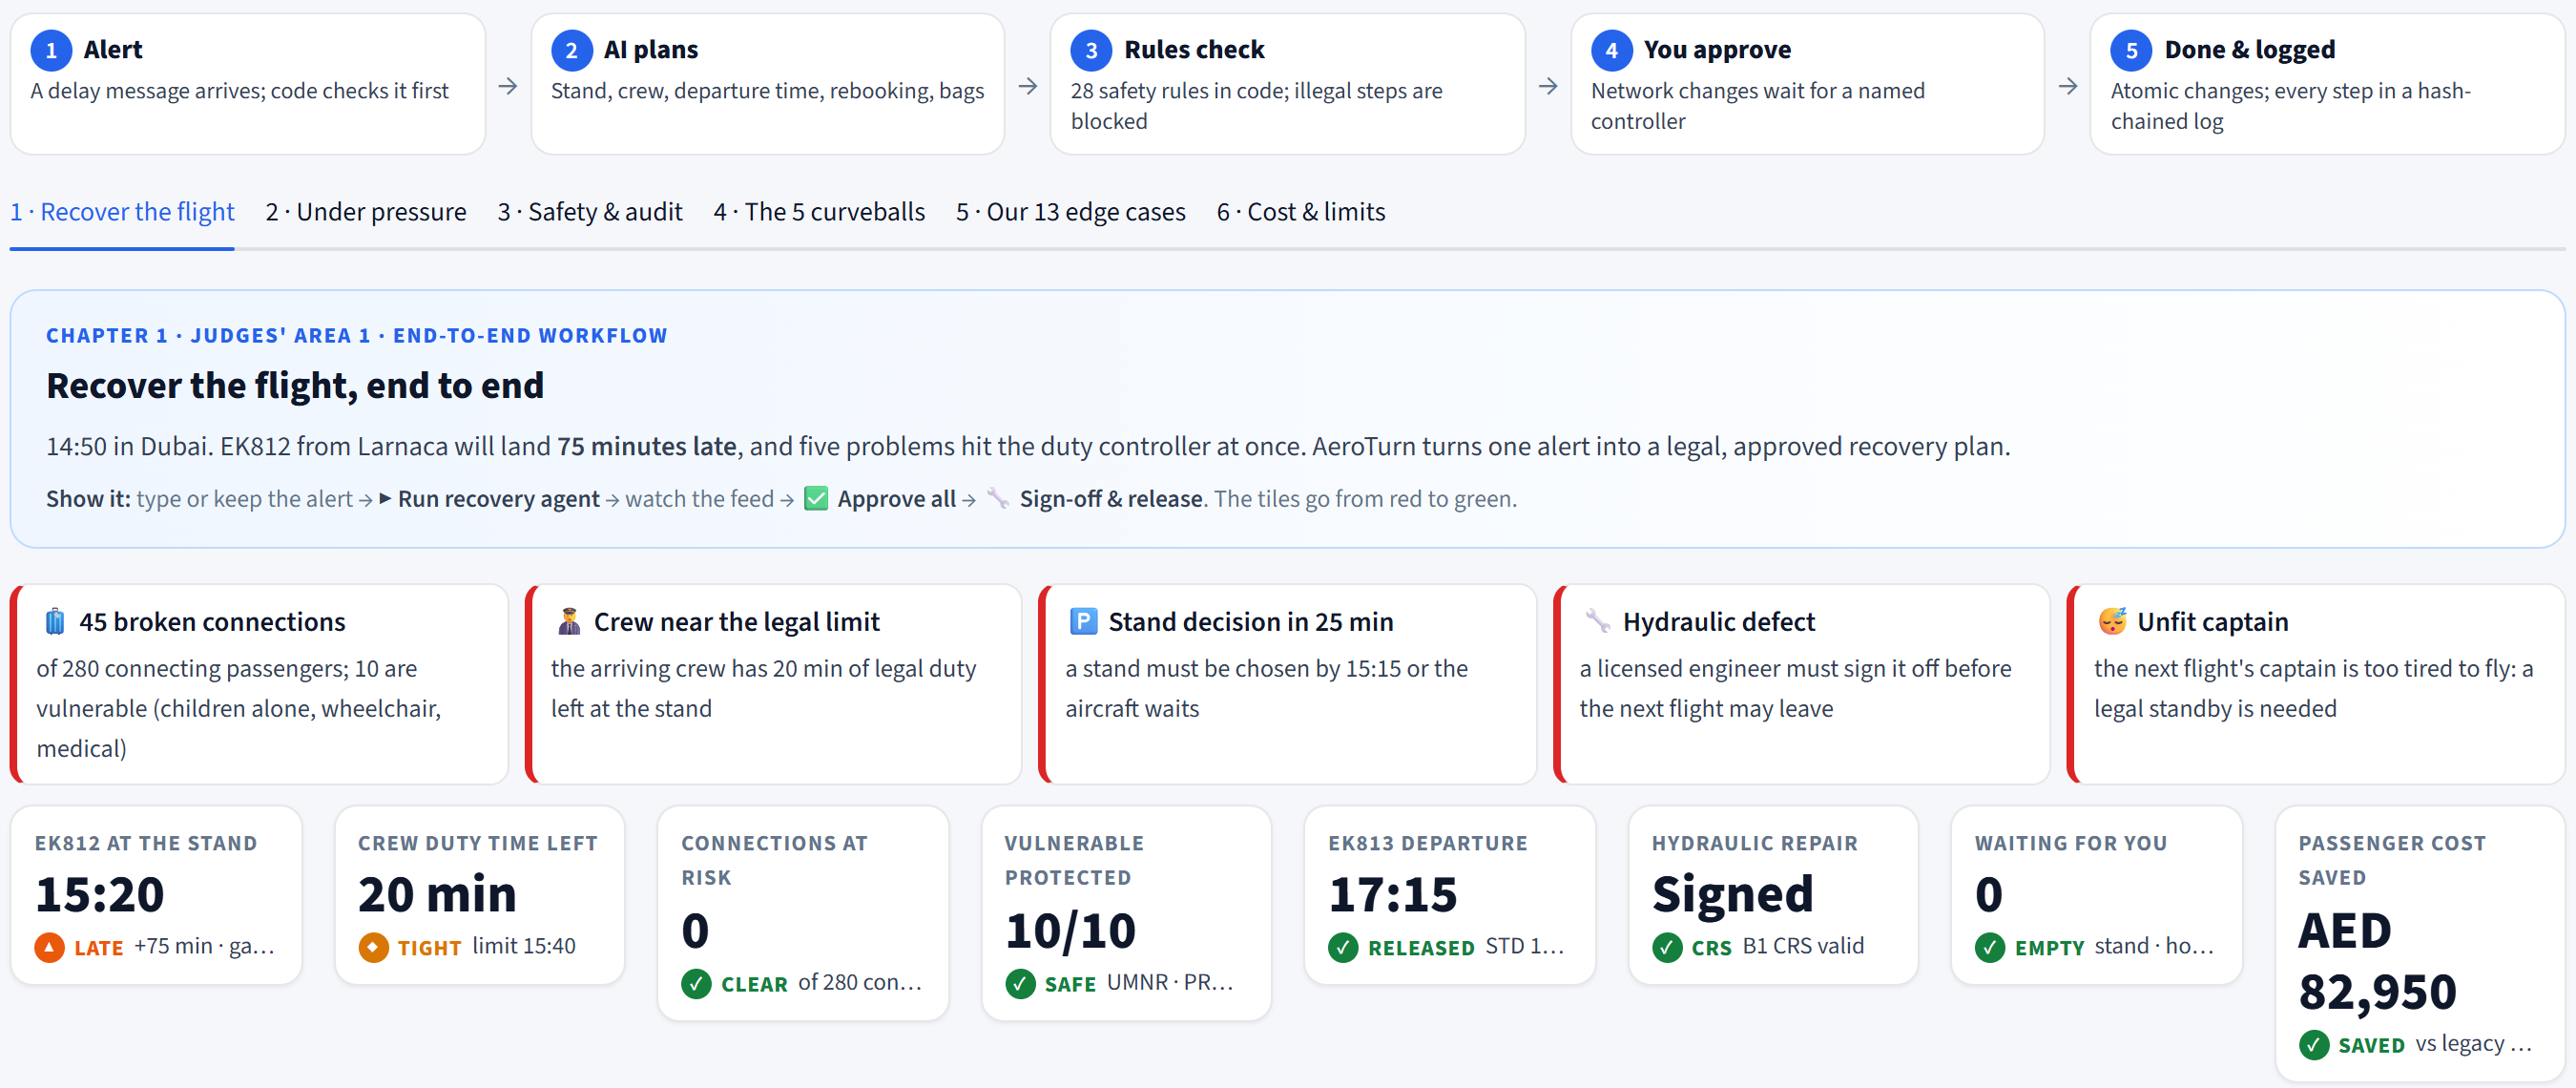 1 Alert
A delay message arrives; code checks it first
→
2 AI plans
Stand, crew, departure time, rebooking, bags
→
3 Rules check
28 safety rules in code; illegal steps are
blocked
→
4 You approve
Network changes wait for a named
controller
→
5 Done & logged
Atomic changes; every step in a hash-
chained log
1 · Recover the flight 2 · Under pressure 3 · Safety & audit 4 · The 5 curveballs 5 · Our 13 edge cases 6 · Cost & limits
CHAPTER 1 · JUDGES' AREA 1 · END-TO-END WORKFLOW
Recover the flight, end to end
14:50 in Dubai. EK812 from Larnaca will land 75 minutes late, and five problems hit the duty controller at once. AeroTurn turns one alert into a legal, approved recovery plan.
Show it: type or keep the alert → ▶ Run recovery agent → watch the feed → ✅ Approve all → 🔧 Sign-off & release. The tiles go from red to green.
🧳 45 broken connections
of 280 connecting passengers; 10 are
vulnerable (children alone, wheelchair,
medical)
Crew near the legal limit
the arriving crew has 20 min of legal duty
left at the stand
🅿️ Stand decision in 25 min
a stand must be chosen by 15:15 or the
aircraft waits
🔧 Hydraulic defect
a licensed engineer must sign it off before
the next flight may leave
😴 Unfit captain
the next flight's captain is too tired to fly: a
legal standby is needed
EK812 AT THE STAND
15:20
▲ LATE +75 min · ga…
CREW DUTY TIME LEFT
20 min
◆ TIGHT limit 15:40
CONNECTIONS AT
RISK
0
✓ CLEAR of 280 con…
VULNERABLE
PROTECTED
10/10
✓ SAFE UMNR · PR…
EK813 DEPARTURE
17:15
✓ RELEASED STD 1…
HYDRAULIC REPAIR
Signed
✓ CRS B1 CRS valid
WAITING FOR YOU
0
✓ EMPTY stand · ho…
PASSENGER COST
SAVED
AED
82,950
✓ SAVED vs legacy …